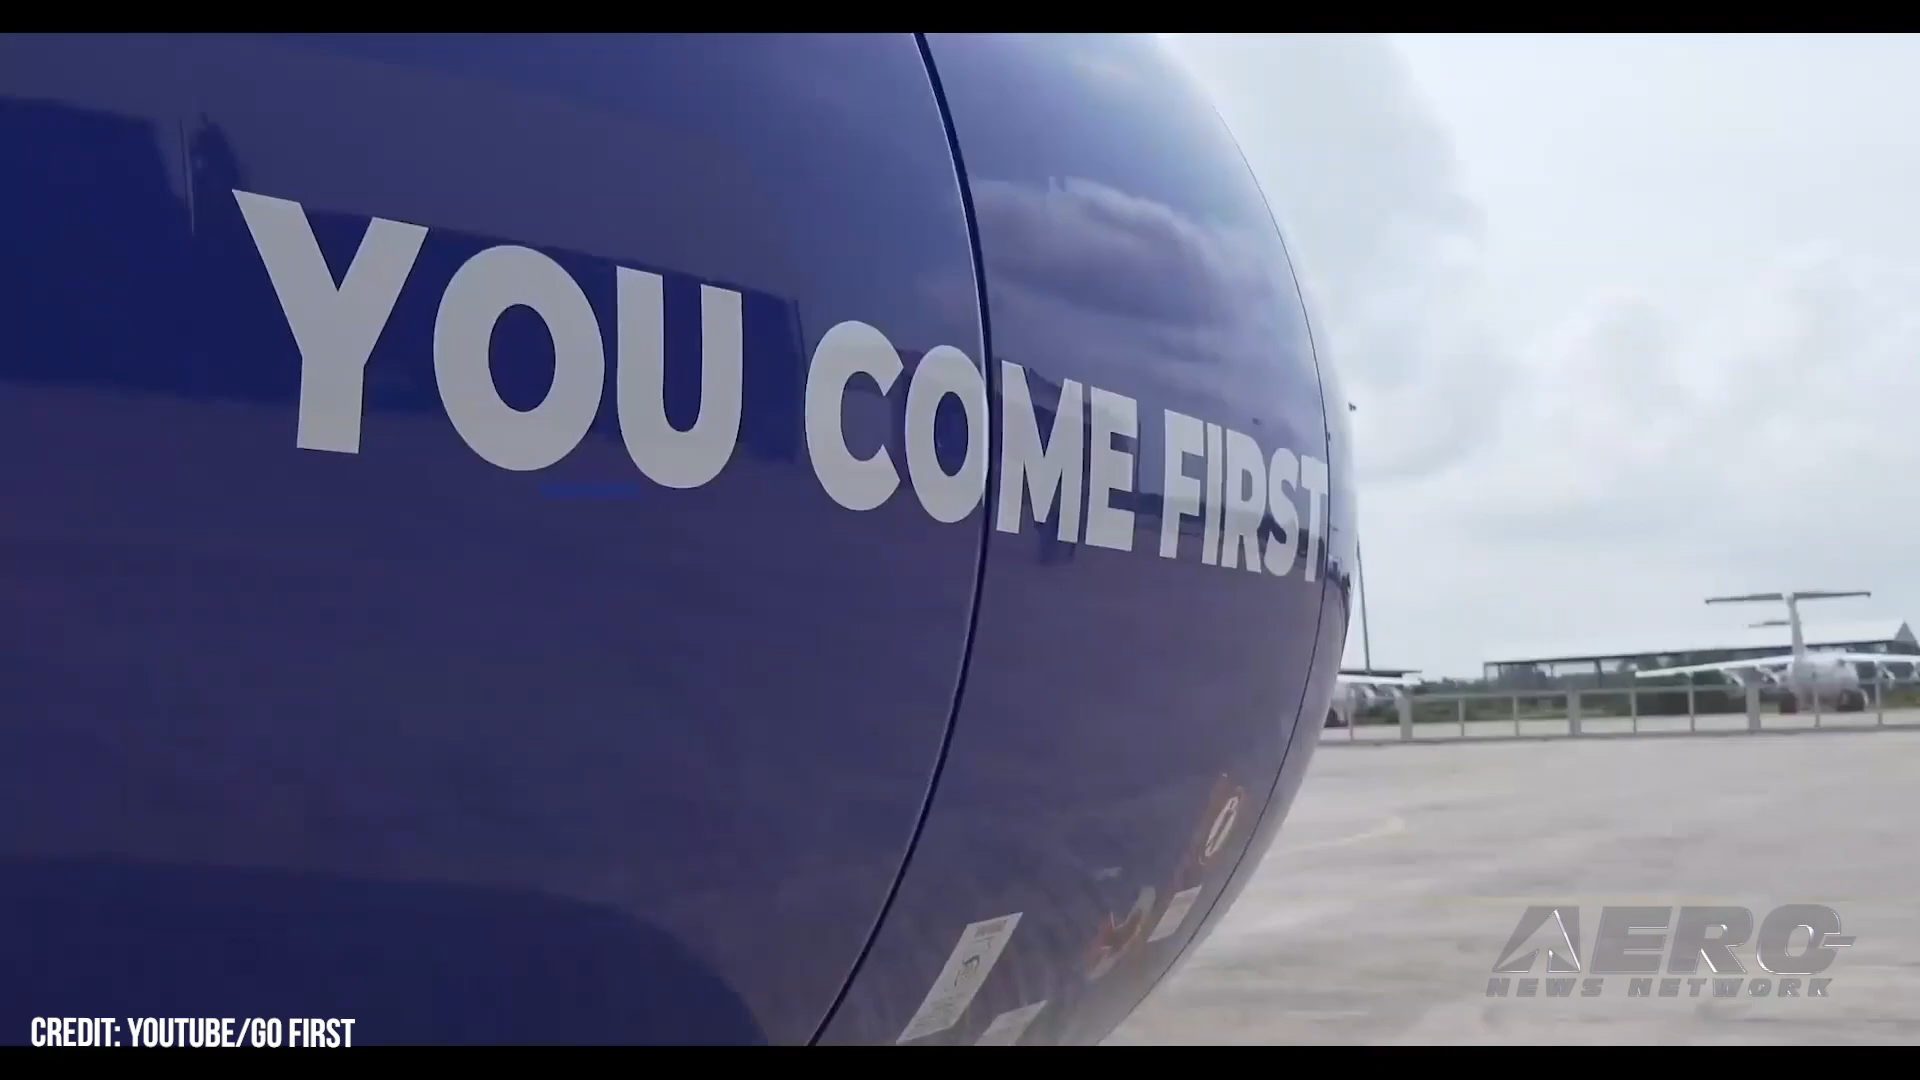 YOU COME FIRST
AERO
NEWS NETWORK
CREDIT: YOUTUBE/GO FIRST